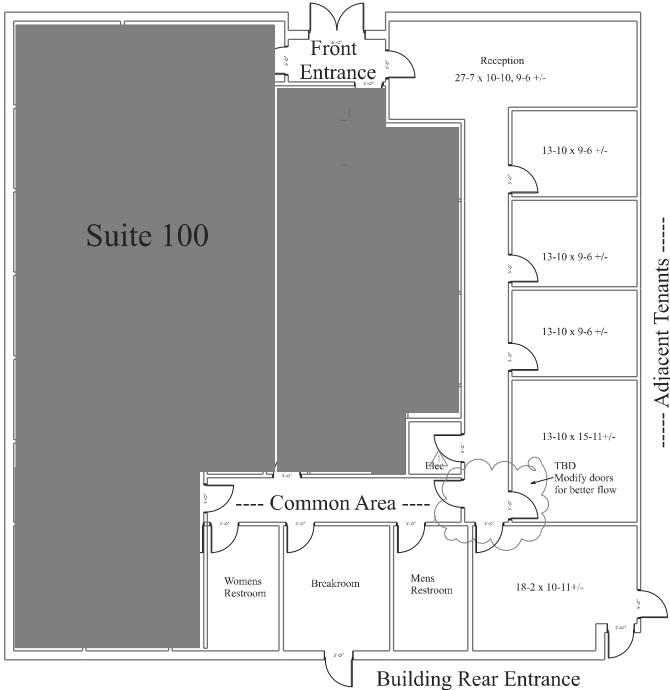 Front
Entrance
Reception
27-7 x 10-10, 9-6 +/-
13-10 x 9-6 +/-
Suite 100
13-10 x 9-6 +/-
13-10 x 9-6 +/-
----- Adjacent Tenants -----
13-10 x 15-11+/-
Elec
TBD
Modify doors
for better flow
---- Common Area ----
Womens
Restroom
Breakroom
Mens
Restroom
18-2 x 10-11+/-
Building Rear Entrance